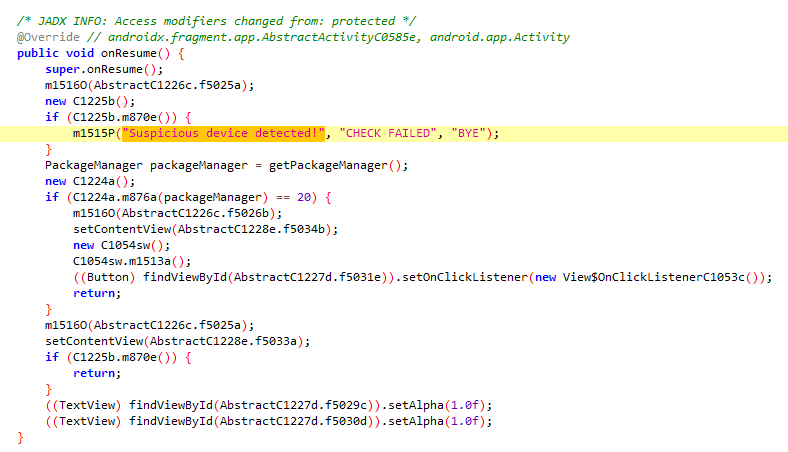 /* JADX INFO: Access modifiers changed from: protected */
@Override // androidx.fragment.app.AbstractActivityC0585e, android.app.Activity
public void onResume() {
super.onResume();
m1516O(AbstractC1226c.f5025a);
new C1225b();
if (C1225b.m870e()) {
m1515P("Suspicious device detected!", "CHECK FAILED", "BYE");
}
PackageManager packageManager = getPackageManager();
new C1224a();
if (C1224a.m876a(packageManager) == 20) {
m1516O(AbstractC1226c.f5026b);
setContentView(AbstractC1228e.f5034b);
new C1054sw();
C1054sw.m1513a();
((Button) findViewById(AbstractC1227d.f5031e)).setOnClickListener(new View$OnClickListenerC1053c());
return;
}
m1516O(AbstractC1226c.f5025a);
setContentView(AbstractC1228e.f5033a);
if (C1225b.m870e()) {
return;
}
((TextView) findViewById(AbstractC1227d.f5029c)).setAlpha(1.0f);
((TextView) findViewById(AbstractC1227d.f5030d)).setAlpha(1.0f);
}